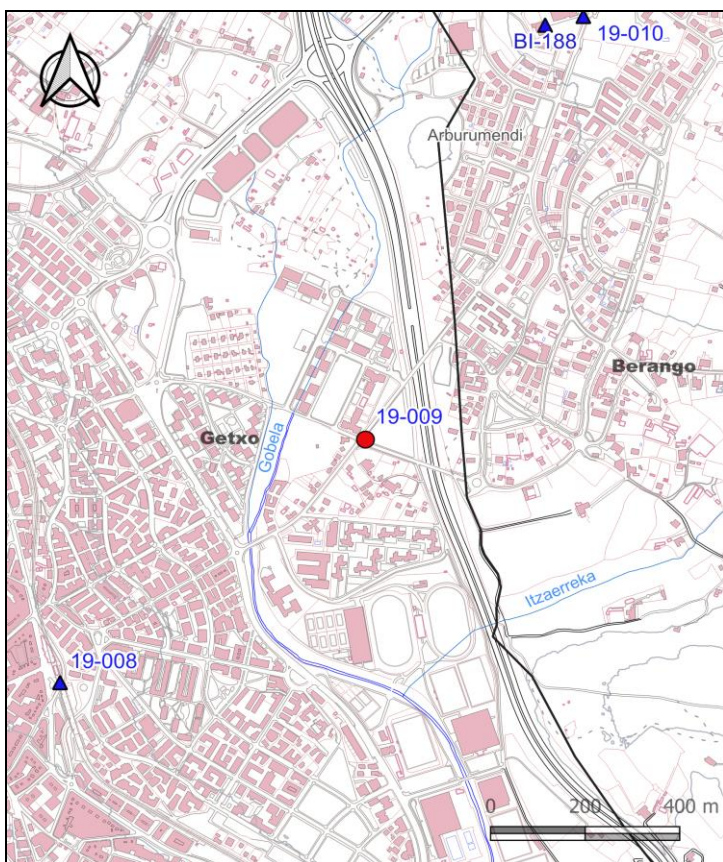 BI-188
19-010
Arburumendi
Berango
19-009
Getxo
Gobela
Itzaerreka
19-008
0 200 400 m